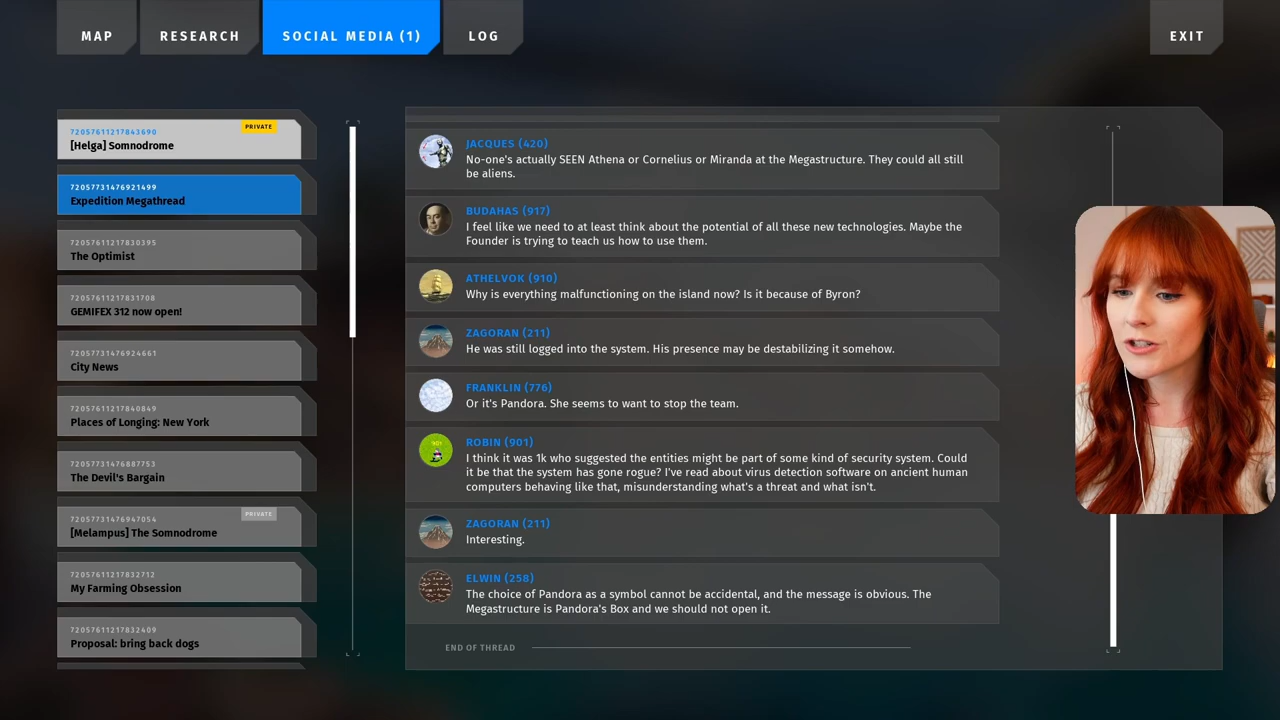 MAP
RESEARCH
SOCIAL MEDIA (1)
LOG
EXIT
72057611217843690
PRIVATE
[Helga] Somnodrome
72057731476921499
Expedition Megathread
72057611217830395
The Optimist
72057611217831708
GEMIFEX 312 now open!
72057731476924661
City News
72057611217840849
Places of Longing: New York
72057731476887753
The Devil's Bargain
72057731476947054
PRIVATE
[Melampus] The Somnodrome
72057611217832712
My Farming Obsession
72057611217832409
Proposal: bring back dogs
JACQUES (420)
No-one's actually SEEN Athena or Cornelius or Miranda at the Megastructure. They could all still
be aliens.
BUDAHAS (917)
I feel like we need to at least think about the potential of all these new technologies. Maybe the
Founder is trying to teach us how to use them.
ATHELVOK (910)
Why is everything malfunctioning on the island now? Is it because of Byron?
ZAGORAN (211)
He was still logged into the system. His presence may be destabilizing it somehow.
FRANKLIN (776)
Or it's Pandora. She seems to want to stop the team.
ROBIN (901)
I think it was 1k who suggested the entities might be part of some kind of security system. Could
it be that the system has gone rogue? I've read about virus detection software on ancient human
computers behaving like that, misunderstanding what's a threat and what isn't.
ZAGORAN (211)
Interesting.
ELWIN (258)
The choice of Pandora as a symbol cannot be accidental, and the message is obvious. The
Megastructure is Pandora's Box and we should not open it.
END OF THREAD